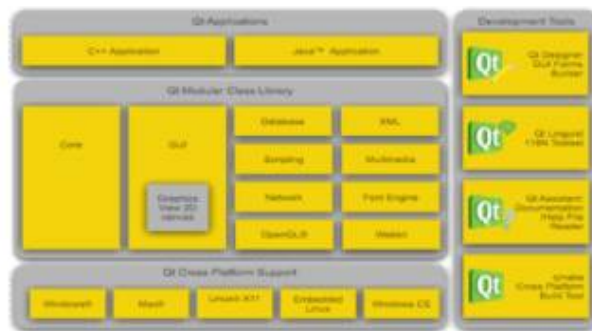 Qt Applications
C++ Application
Java™ Application
Qt Modular Class Library
Core
GUI
Graphics
View 2D
canvas
Database
XML
Scripting
Multimedia
Network
Font Engine
OpenGL®
Webkit
Qt Cross Platform Support
Windows®
Mac®
Linux® X11
Embedded
Linux
Windows CE
Development Tools
Qt
Qt Designer
GUI Forms
Builder
Qt
Qt Linguist
I18N Toolset
Qt
Qt Assistant
Documentation
/Help File
Reader
Qt
qmake
Cross Platform
Build Tool